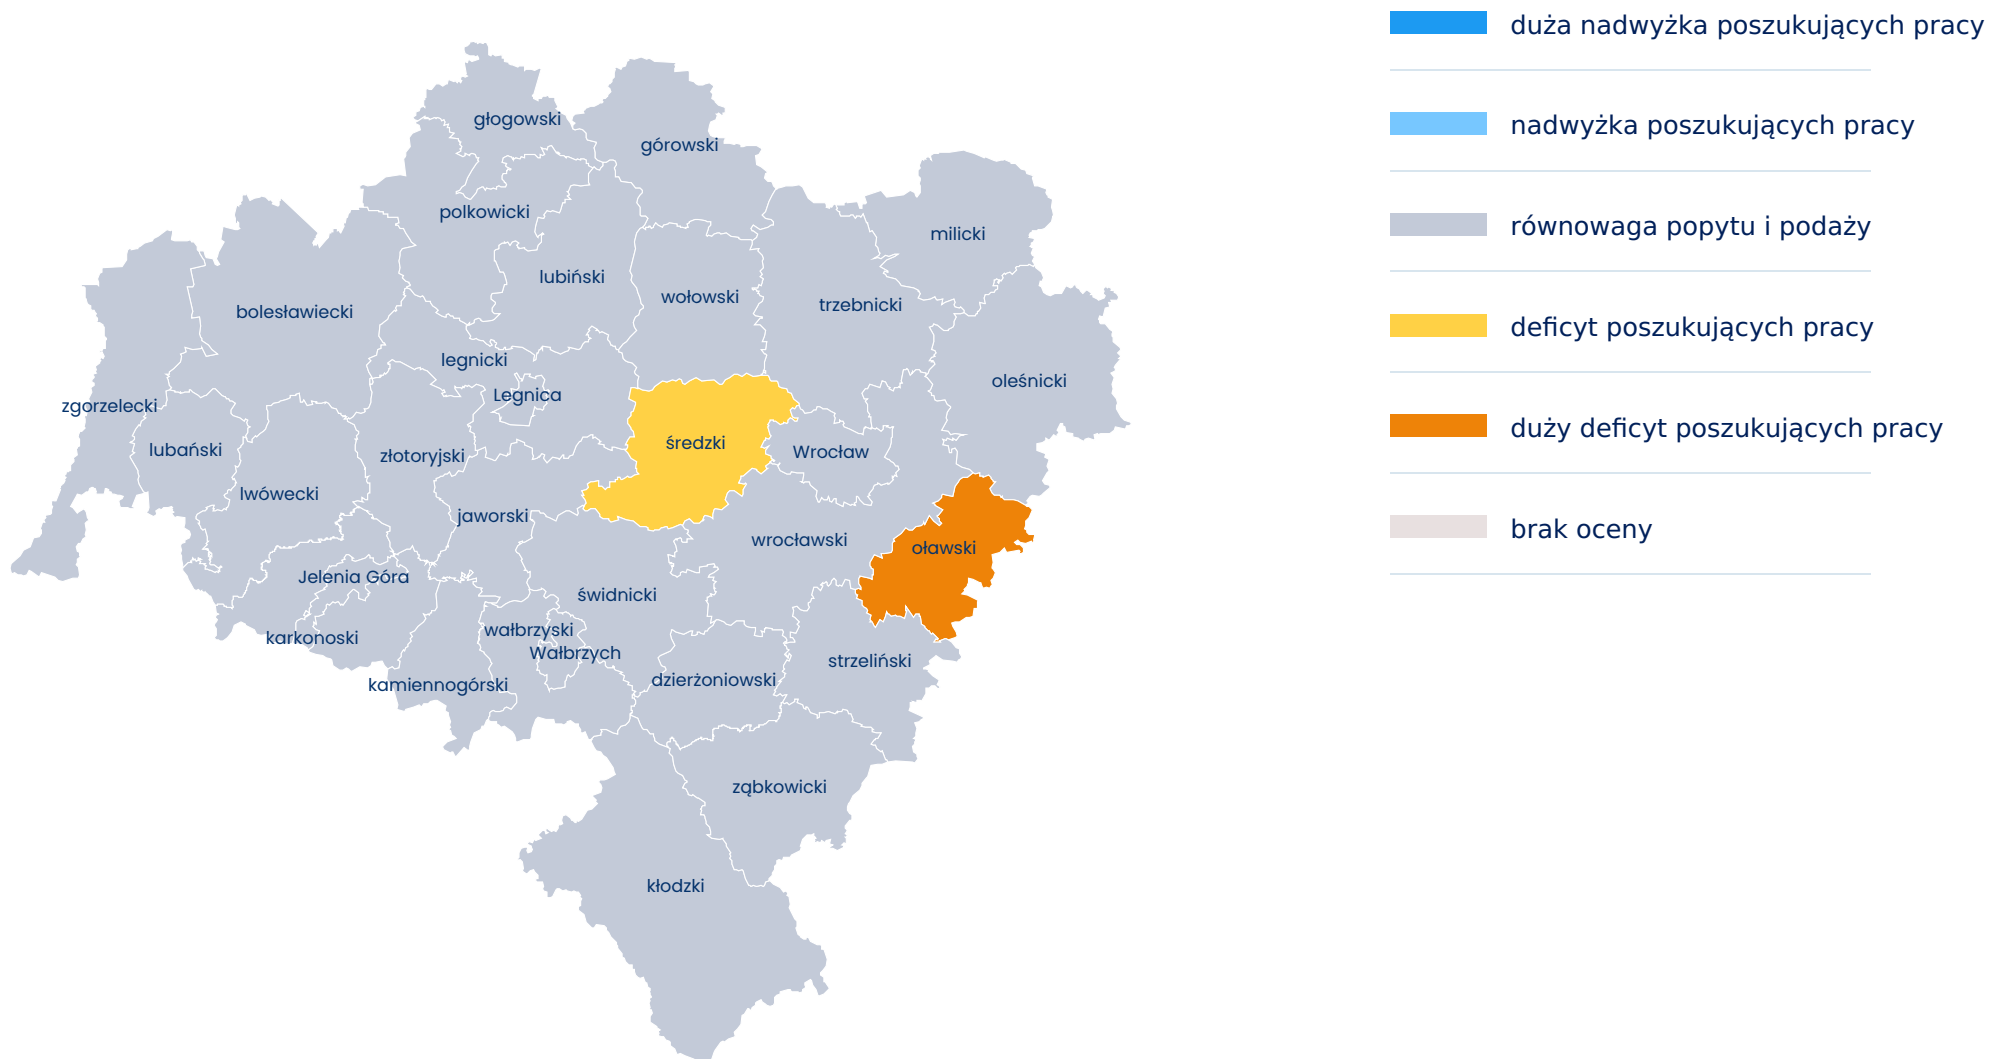 głogowski
górowski
polkowicki
milicki
lubiński
wołowski
trzebnicki
bolesławiecki
legnicki
oleśnicki
Legnica
zgorzelecki
średzki
lubański
złotoryjski
Wrocław
lwówecki
jaworski
wrocławski
oławski
Jelenia Góra
świdnicki
wałbrzyski
karkonoski
Wałbrzych
strzeliński
kamiennogórski
dzierżoniowski
ząbkowicki
kłodzki
duża nadwyżka poszukujących pracy
nadwyżka poszukujących pracy
równowaga popytu i podaży
deficyt poszukujących pracy
duży deficyt poszukujących pracy
brak oceny